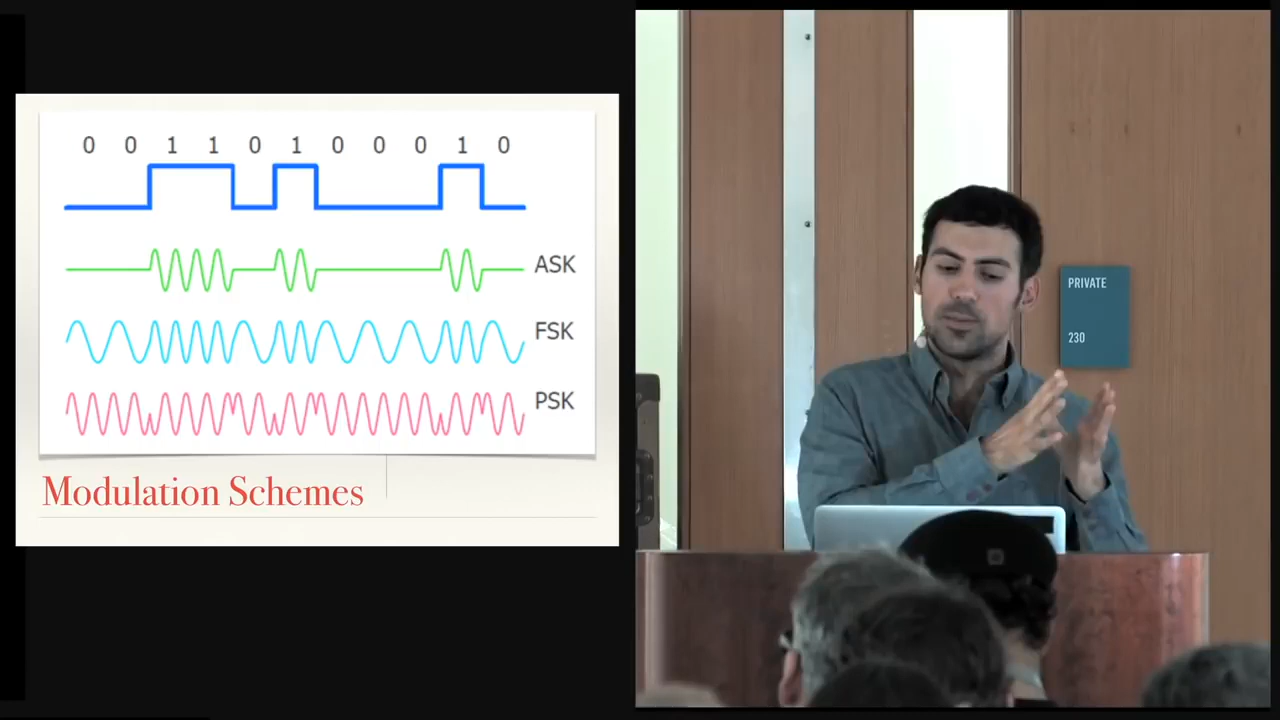 0 0 1 1 0 1 0 0 0 1 0
ASK
FSK
PSK
Modulation Schemes
PRIVATE
230